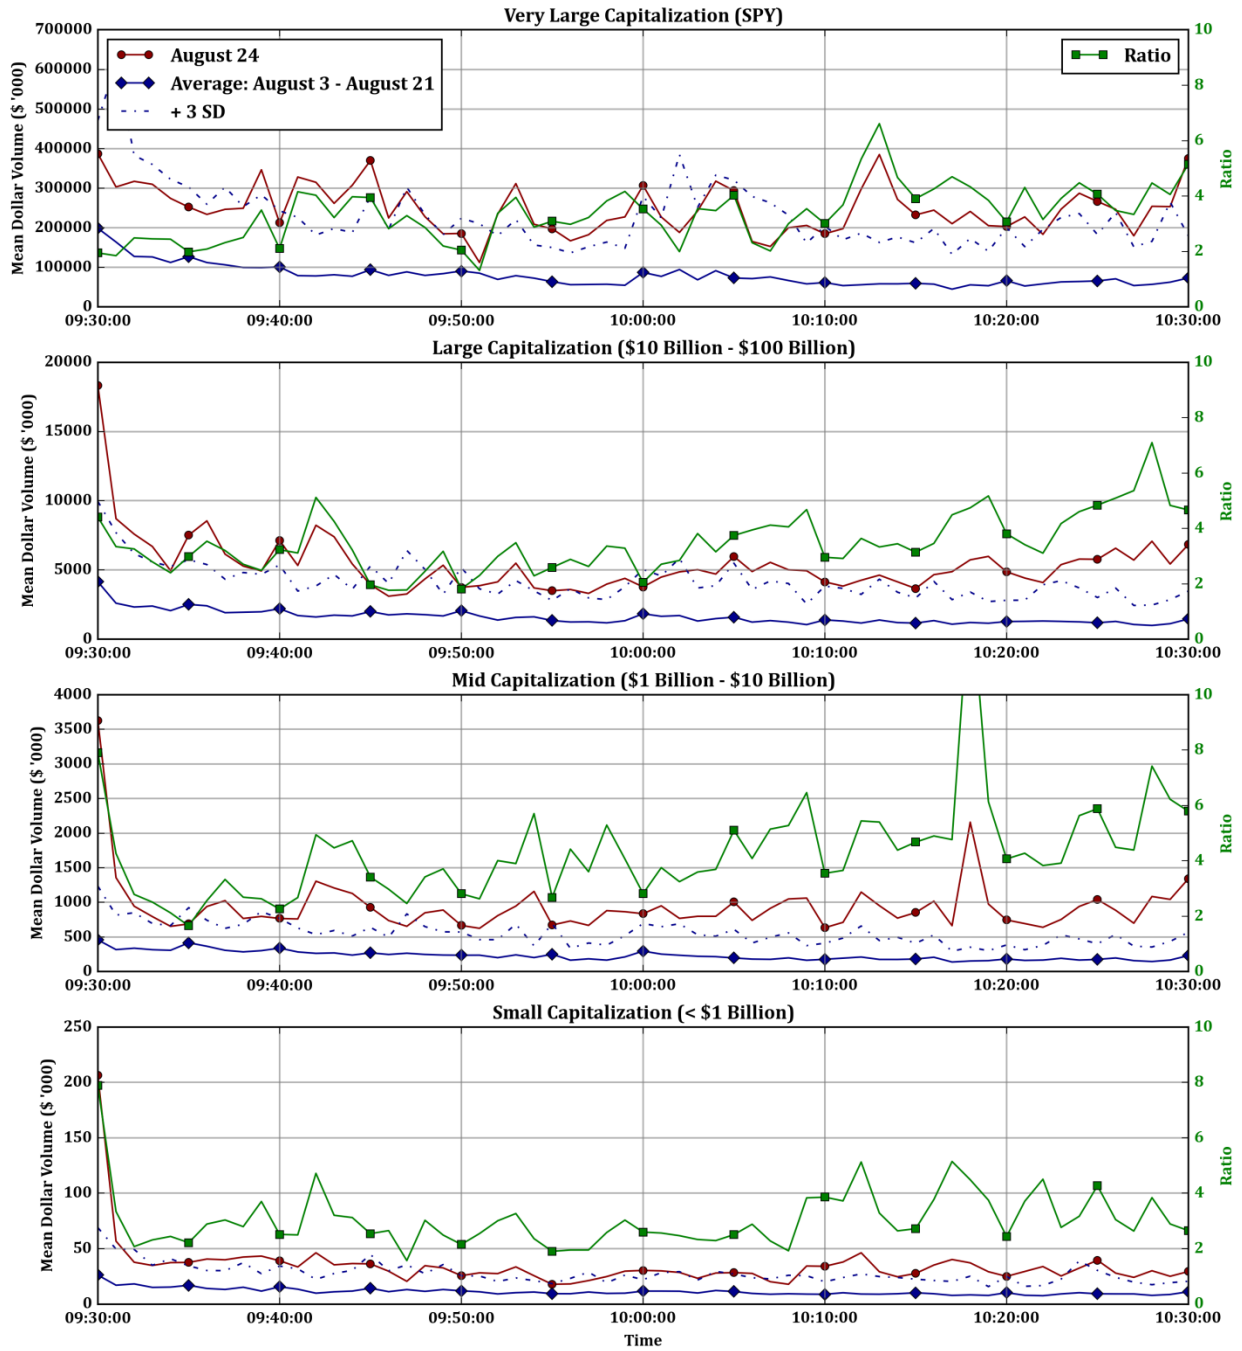 Very Large Capitalization (SPY)
Mean Dollar Volume ($ '000)
700000
600000
500000
400000
300000
200000
100000
0
August 24
Average: August 3 - August 21
+ 3 SD
Ratio
10
8
6
4
2
0
Ratio
09:30:00 09:40:00 09:50:00 10:00:00 10:10:00 10:20:00 10:30:00
Large Capitalization ($10 Billion - $100 Billion)
Mean Dollar Volume ($ '000)
20000
15000
10000
5000
0
10
8
6
4
2
0
Ratio
09:30:00 09:40:00 09:50:00 10:00:00 10:10:00 10:20:00 10:30:00
Mid Capitalization ($1 Billion - $10 Billion)
Mean Dollar Volume ($ '000)
4000
3500
3000
2500
2000
1500
1000
500
0
10
8
6
4
2
0
Ratio
09:30:00 09:40:00 09:50:00 10:00:00 10:10:00 10:20:00 10:30:00
Small Capitalization (< $1 Billion)
Mean Dollar Volume ($ '000)
250
200
150
100
50
0
10
8
6
4
2
0
Ratio
09:30:00 09:40:00 09:50:00 10:00:00 10:10:00 10:20:00 10:30:00
Time